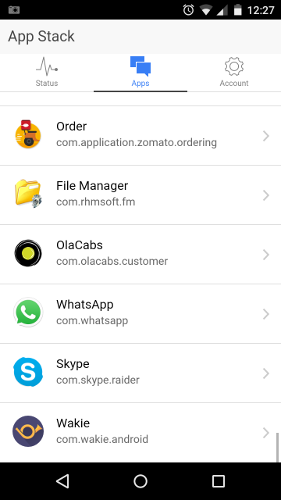 12:27
App Stack
Status
Apps
Account
Order
com.application.zomato.ordering
File Manager
com.rhmsoft.fm
OlaCabs
com.olacabs.customer
WhatsApp
com.whatsapp
S
Skype
com.skype.raider
Wakie
com.wakie.android